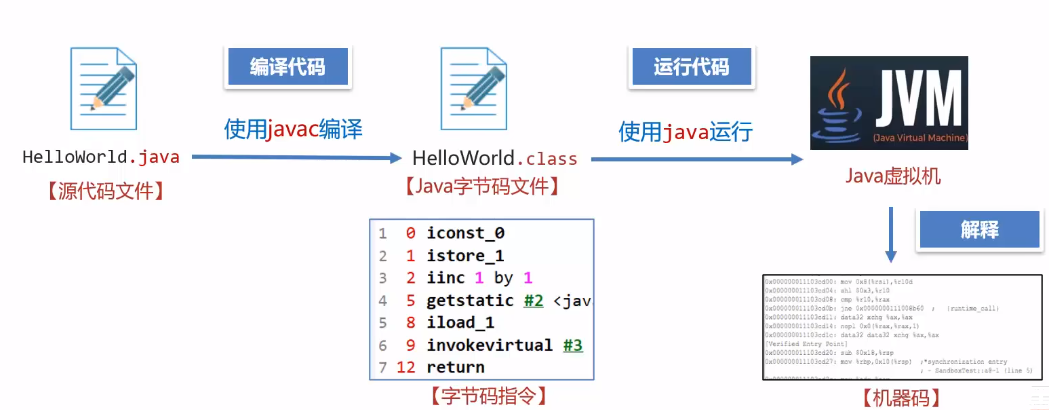 编译代码
运行代码
使用javac编译
使用java运行
JVM
(Java Virtual Machine)
HelloWorld.java
HelloWorld.class
【源代码文件】
【Java字节码文件】
Java虚拟机
解释
1 0 iconst_0
2 1 istore_1
3 2 iinc 1 by 1
4 5 getstatic #2 <jav
5 8 iload_1
6 9 invokevirtual #3
7 12 return
【字节码指令】
0x000000011103cd00: mov 0x8(%rsi),%r10d
0x000000011103cd04: shl $0x3,%r10
0x000000011103cd08: cmp %r10,%rax
0x000000011103cd0b: jne 0x0000000111008b60 ; {runtime_call}
0x000000011103cd11: data32 xchg %ax,%ax
0x000000011103cd14: nopl 0x0(%rax,%rax,1)
0x000000011103cd1c: data32 data32 xchg %ax,%ax
[Verified Entry Point]
0x000000011103cd20: sub $0x18,%rsp
0x000000011103cd27: mov %rbp,0x10(%rsp) ;*synchronization entry
; - SandboxTest::
(line
【机器码】